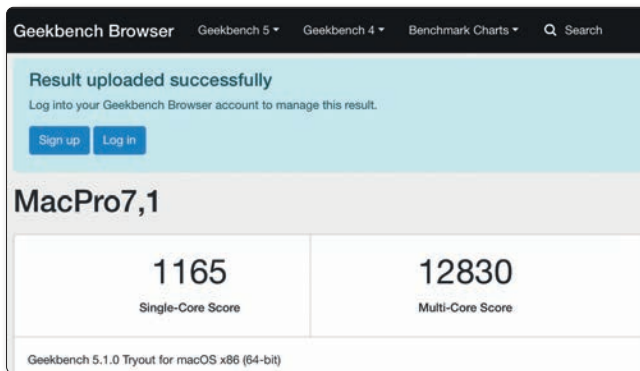 Geekbench Browser Geekbench 5 Geekbench 4 Benchmark Charts Search
Result uploaded successfully
Log into your Geekbench Browser account to manage this result.
Sign up Log in
MacPro7,1
1165 12830
Single-Core Score Multi-Core Score
Geekbench 5.1.0 Tryout for macOS x86 (64-bit)